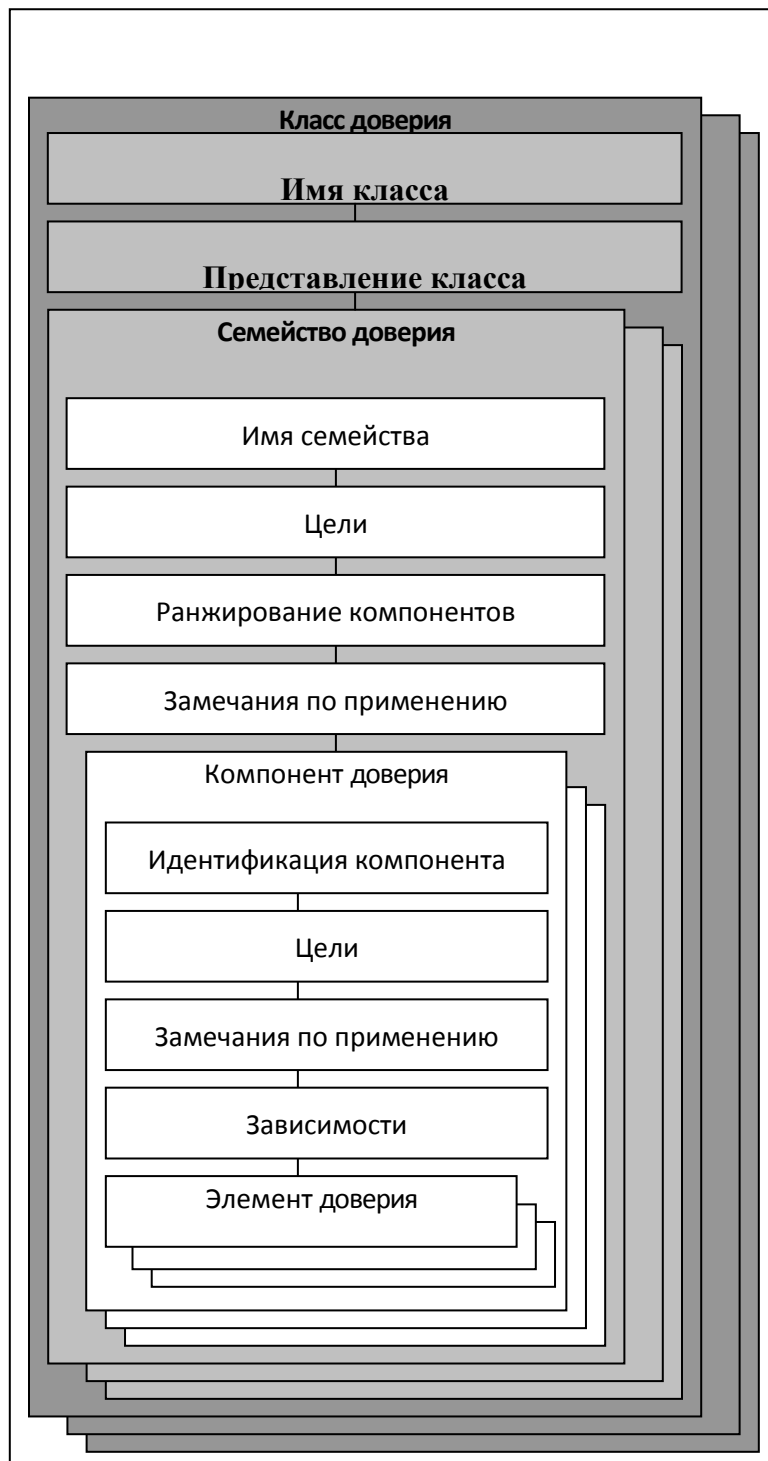 Класс доверия
Имя класса
Представление класса
Семейство доверия
Имя семейства
Цели
Ранжирование компонентов
Замечания по применению
Компонент доверия
Идентификация компонента
Цели
Замечания по применению
Зависимости
Элемент доверия